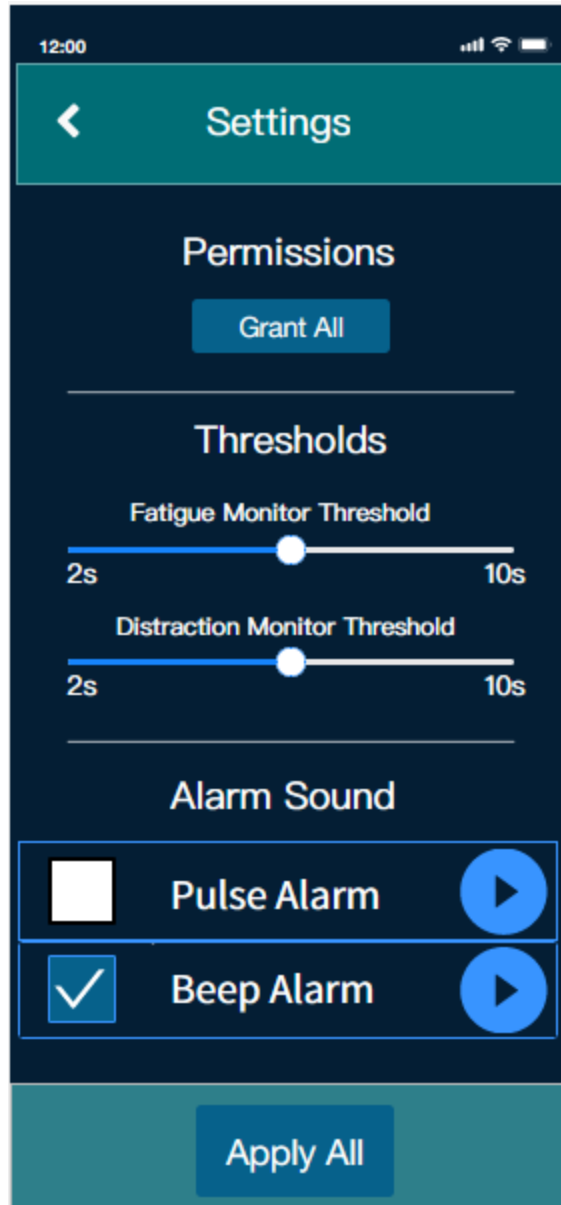 12:00
Settings
Permissions
Grant All
Thresholds
Fatigue Monitor Threshold
2s 10s
Distraction Monitor Threshold
2s 10s
Alarm Sound
Pulse Alarm
Beep Alarm
Apply All